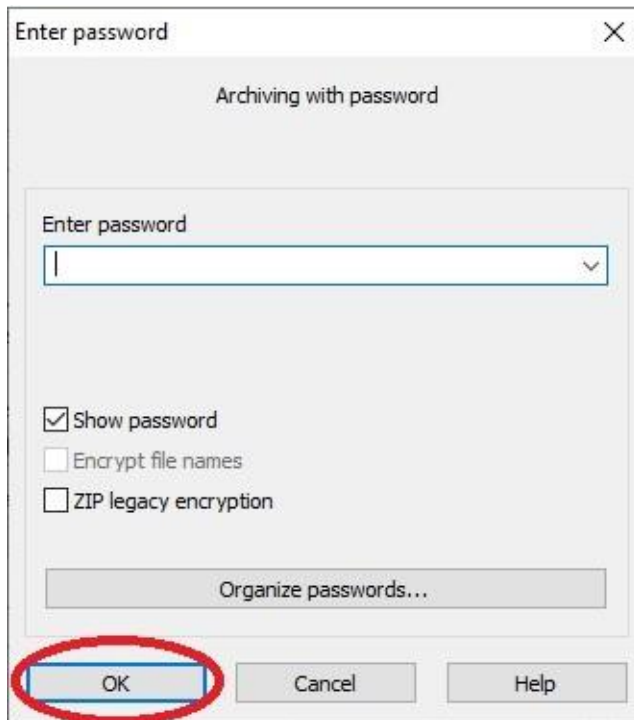 Enter password
Archiving with password
Enter password
Show password
Encrypt file names
ZIP legacy encryption
Organize passwords...
OK Cancel Help